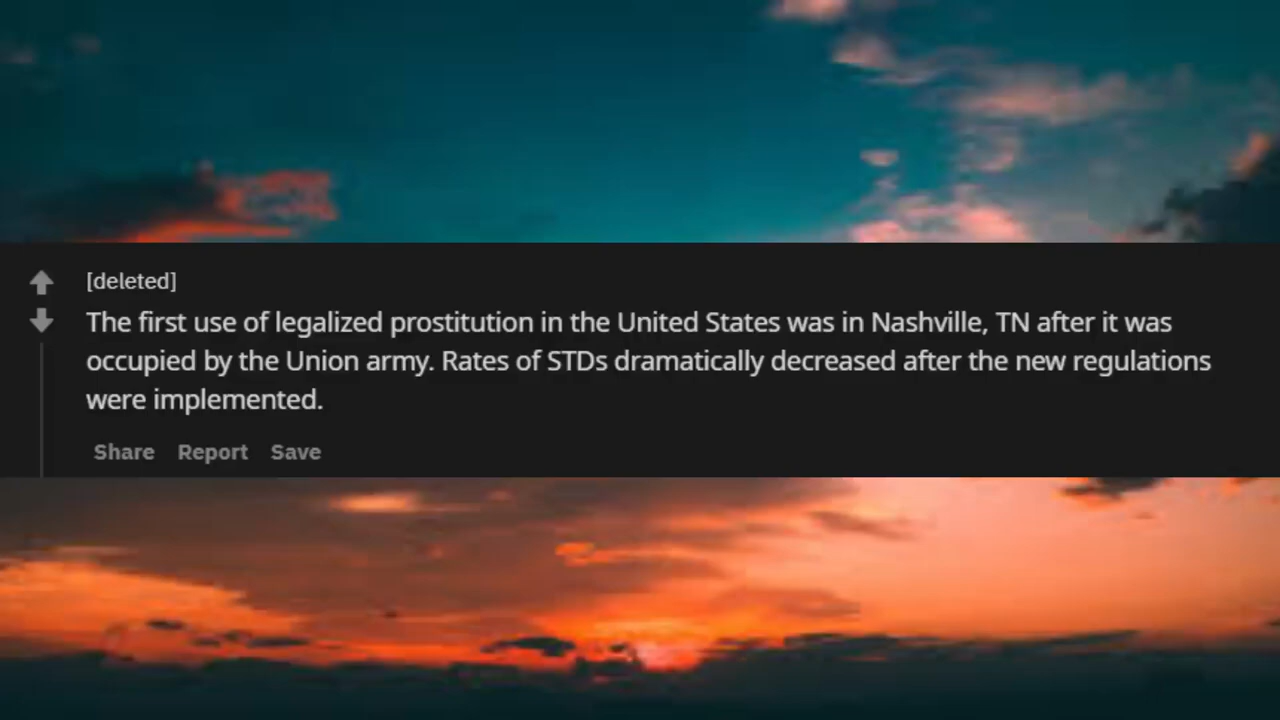 [deleted]
The first use of legalized prostitution in the United States was in Nashville, TN after it was
occupied by the Union army. Rates of STDs dramatically decreased after the new regulations
were implemented.
Share Report Save